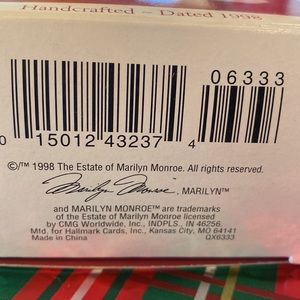 Handcrafted ~ Dated 1998
06333
0 15012 43237 4
©/™ 1998 The Estate of Marilyn Monroe. All rights reserved.
Marilyn Monroe, MARILYN™
and MARILYN MONROE™ are trademarks
of the Estate of Marilyn Monroe licensed
by CMG Worldwide, Inc., INDPLS., IN 46256.
Mfd. for Hallmark Cards, Inc., Kansas City, MO 64141
Made in China QX6333